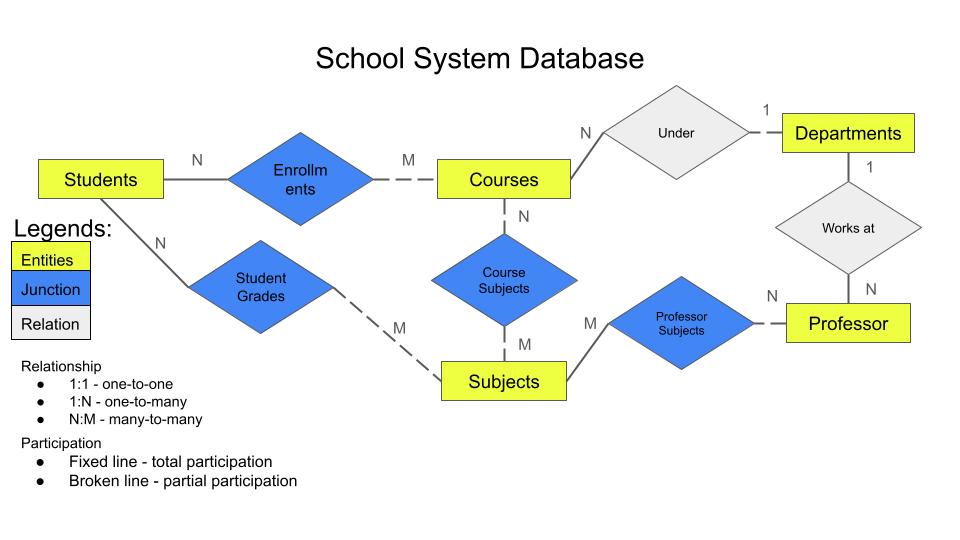 School System Database
N
Enrollm
ents
M
Students
Courses
N
Under
1
Departments
1
Works at
N
Professor
Legends:
Entities
Junction
Relation
N
Student
Grades
M
N
Course
Subjects
M
Subjects
M
Professor
Subjects
N
Relationship
● 1:1 - one-to-one
● 1:N - one-to-many
● N:M - many-to-many
Participation
● Fixed line - total participation
● Broken line - partial participation